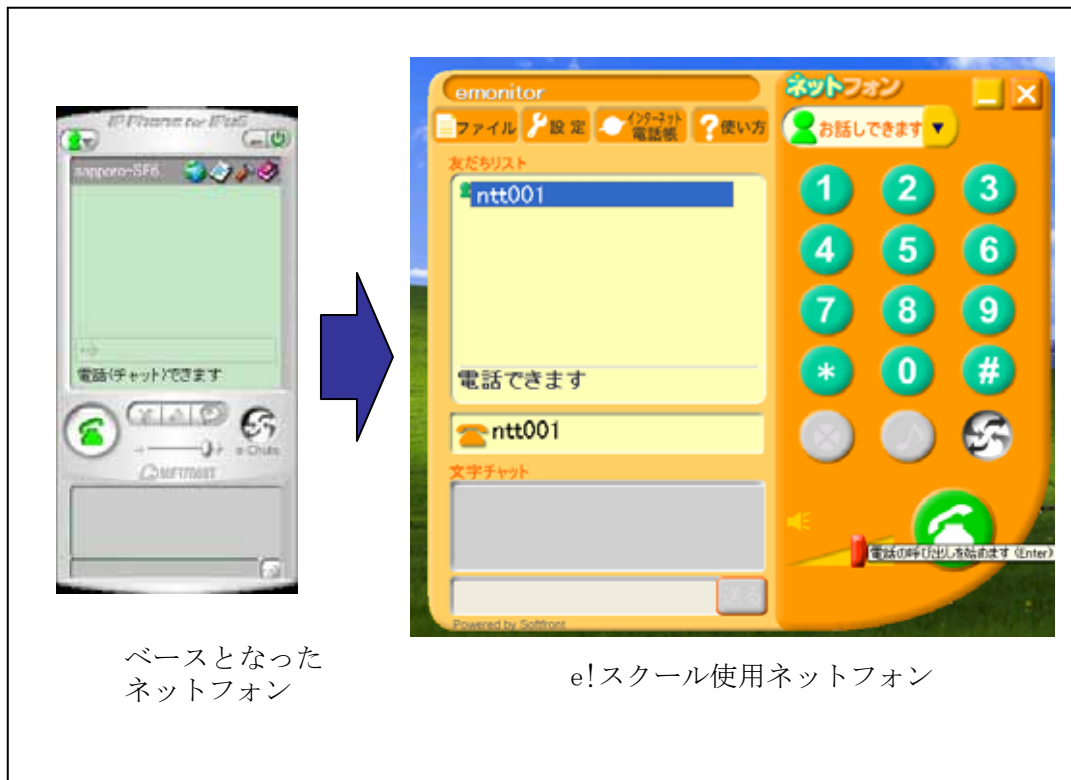 IP Phone for IPv6
sapporo-SF6
電話(チャット)できます
e Chute
SOFTFRONT
ベースとなった
ネットフォン
emonitor
ファイル
設定
インターネット
電話帳
?使い方
友だちリスト
ntt001
電話できます
ntt001
文字チャット
送る
Powered by Softfront
ネットフォン
お話しできます
1 2 3
4 5 6
7 8 9
* 0 #
電話の呼び出しを始めます (Enter)
e!スクール使用ネットフォン